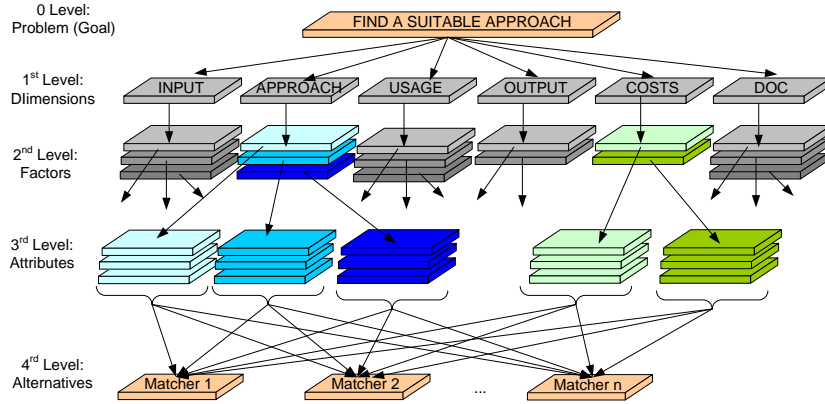 0 Level:
Problem (Goal)
FIND A SUITABLE APPROACH
1st Level:
DIimensions
INPUT
APPROACH
USAGE
OUTPUT
COSTS
DOC
2nd Level:
Factors
3rd Level:
Attributes
4rd Level:
Alternatives
Matcher 1
Matcher 2
...
Matcher n